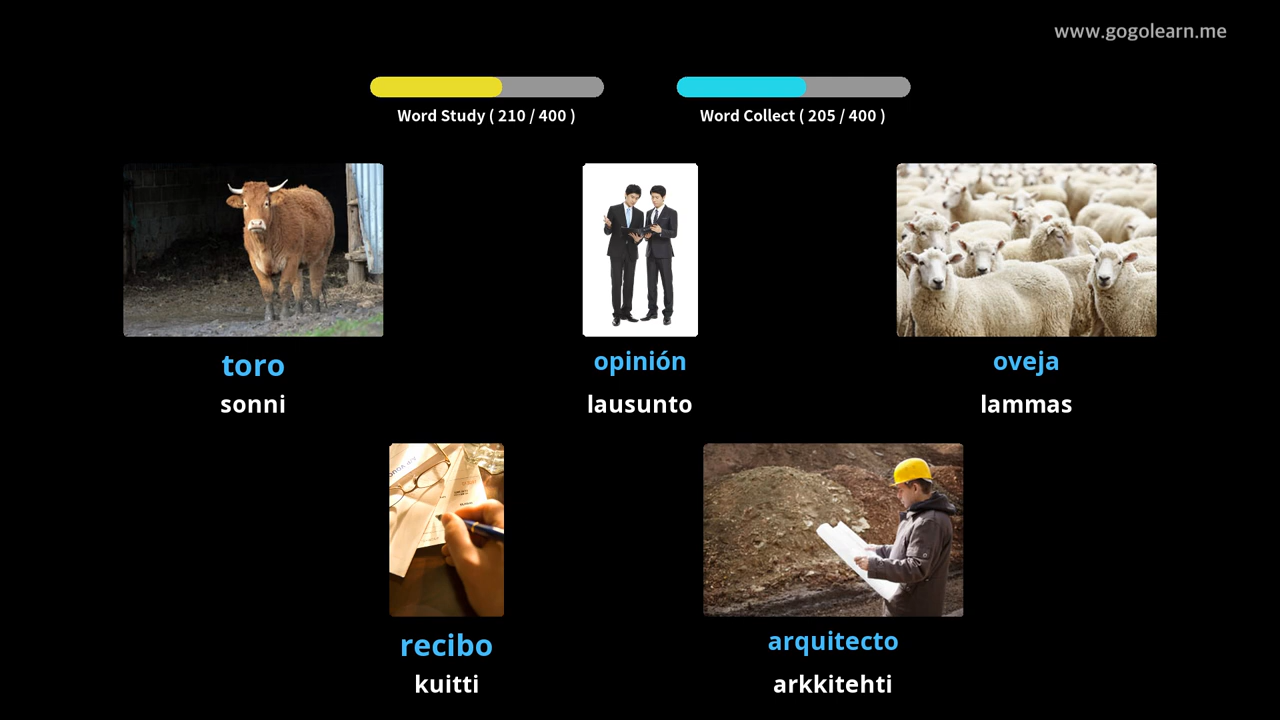 www.gogolearn.me
Word Study ( 210 / 400 )
Word Collect ( 205 / 400 )
toro
sonni
opinión
lausunto
oveja
lammas
recibo
kuitti
arquitecto
arkkitehti